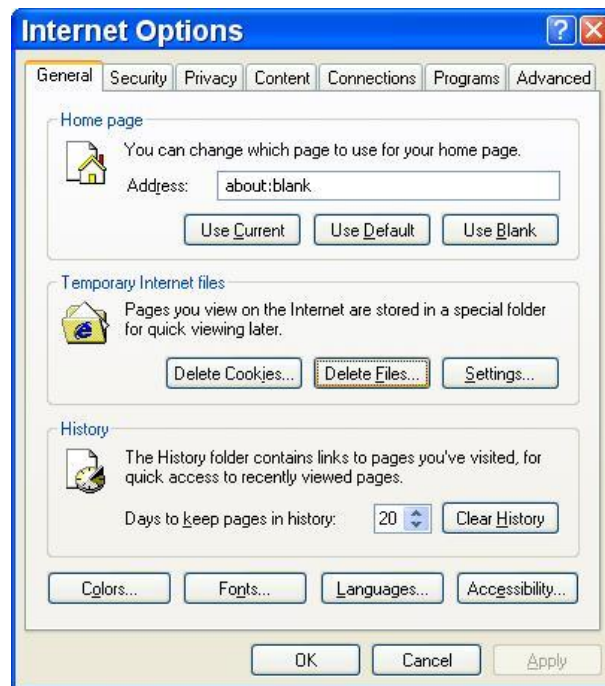 Internet Options
General Security Privacy Content Connections Programs Advanced
Home page
You can change which page to use for your home page.
Address: about:blank
Use Current Use Default Use Blank
Temporary Internet files
Pages you view on the Internet are stored in a special folder
for quick viewing later.
Delete Cookies... Delete Files... Settings...
History
The History folder contains links to pages you've visited, for
quick access to recently viewed pages.
Days to keep pages in history: 20 Clear History
Colors... Fonts... Languages... Accessibility...
OK Cancel Apply